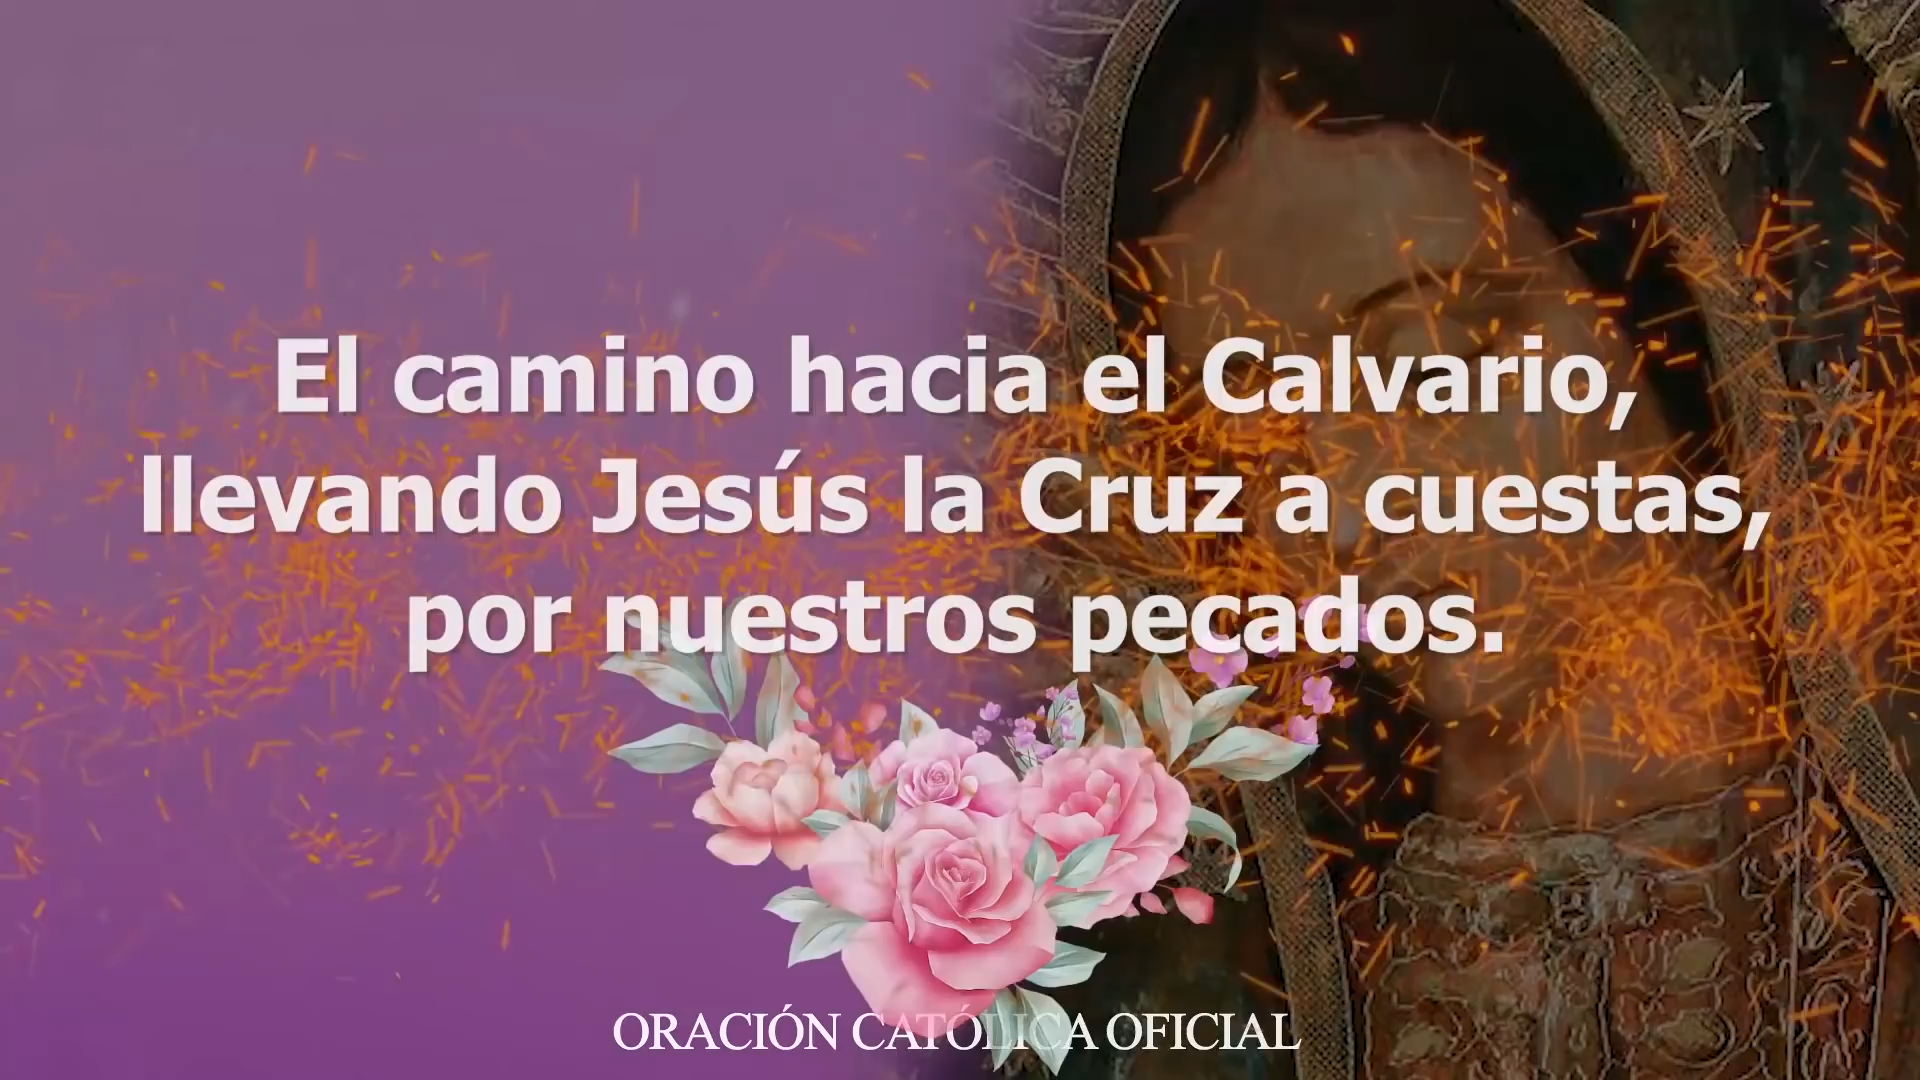 El camino hacia el Calvario,
llevando Jesús la Cruz a cuestas,
por nuestros pecados.
ORACIÓN CATÓLICA OFICIAL